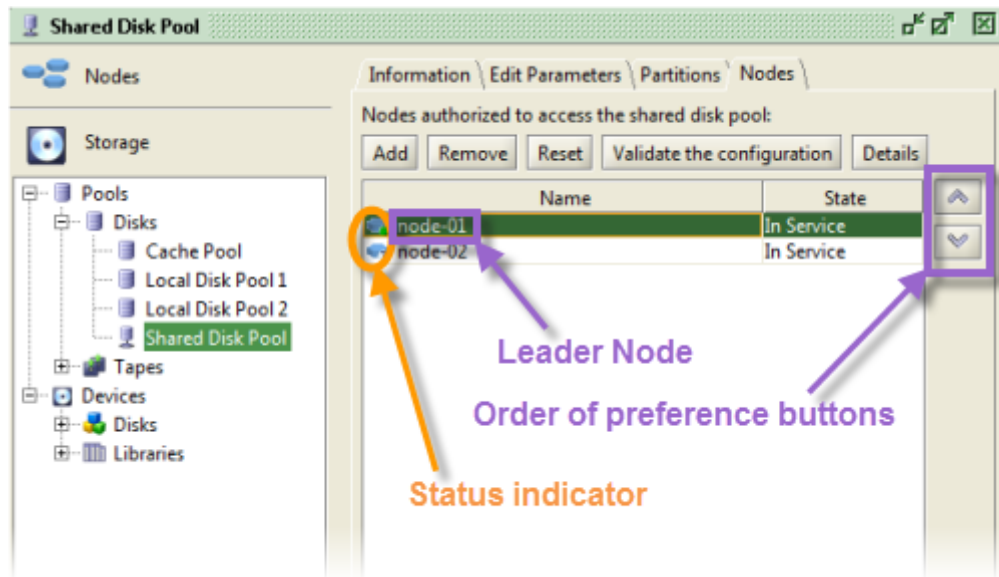 Shared Disk Pool
Nodes
Storage
Pools
Disks
Cache Pool
Local Disk Pool 1
Local Disk Pool 2
Shared Disk Pool
Tapes
Devices
Disks
Libraries
Information Edit Parameters Partitions Nodes
Nodes authorized to access the shared disk pool:
Add Remove Reset Validate the configuration Details
Name State
node-01 In Service
node-02 In Service
Leader Node
Order of preference buttons
Status indicator